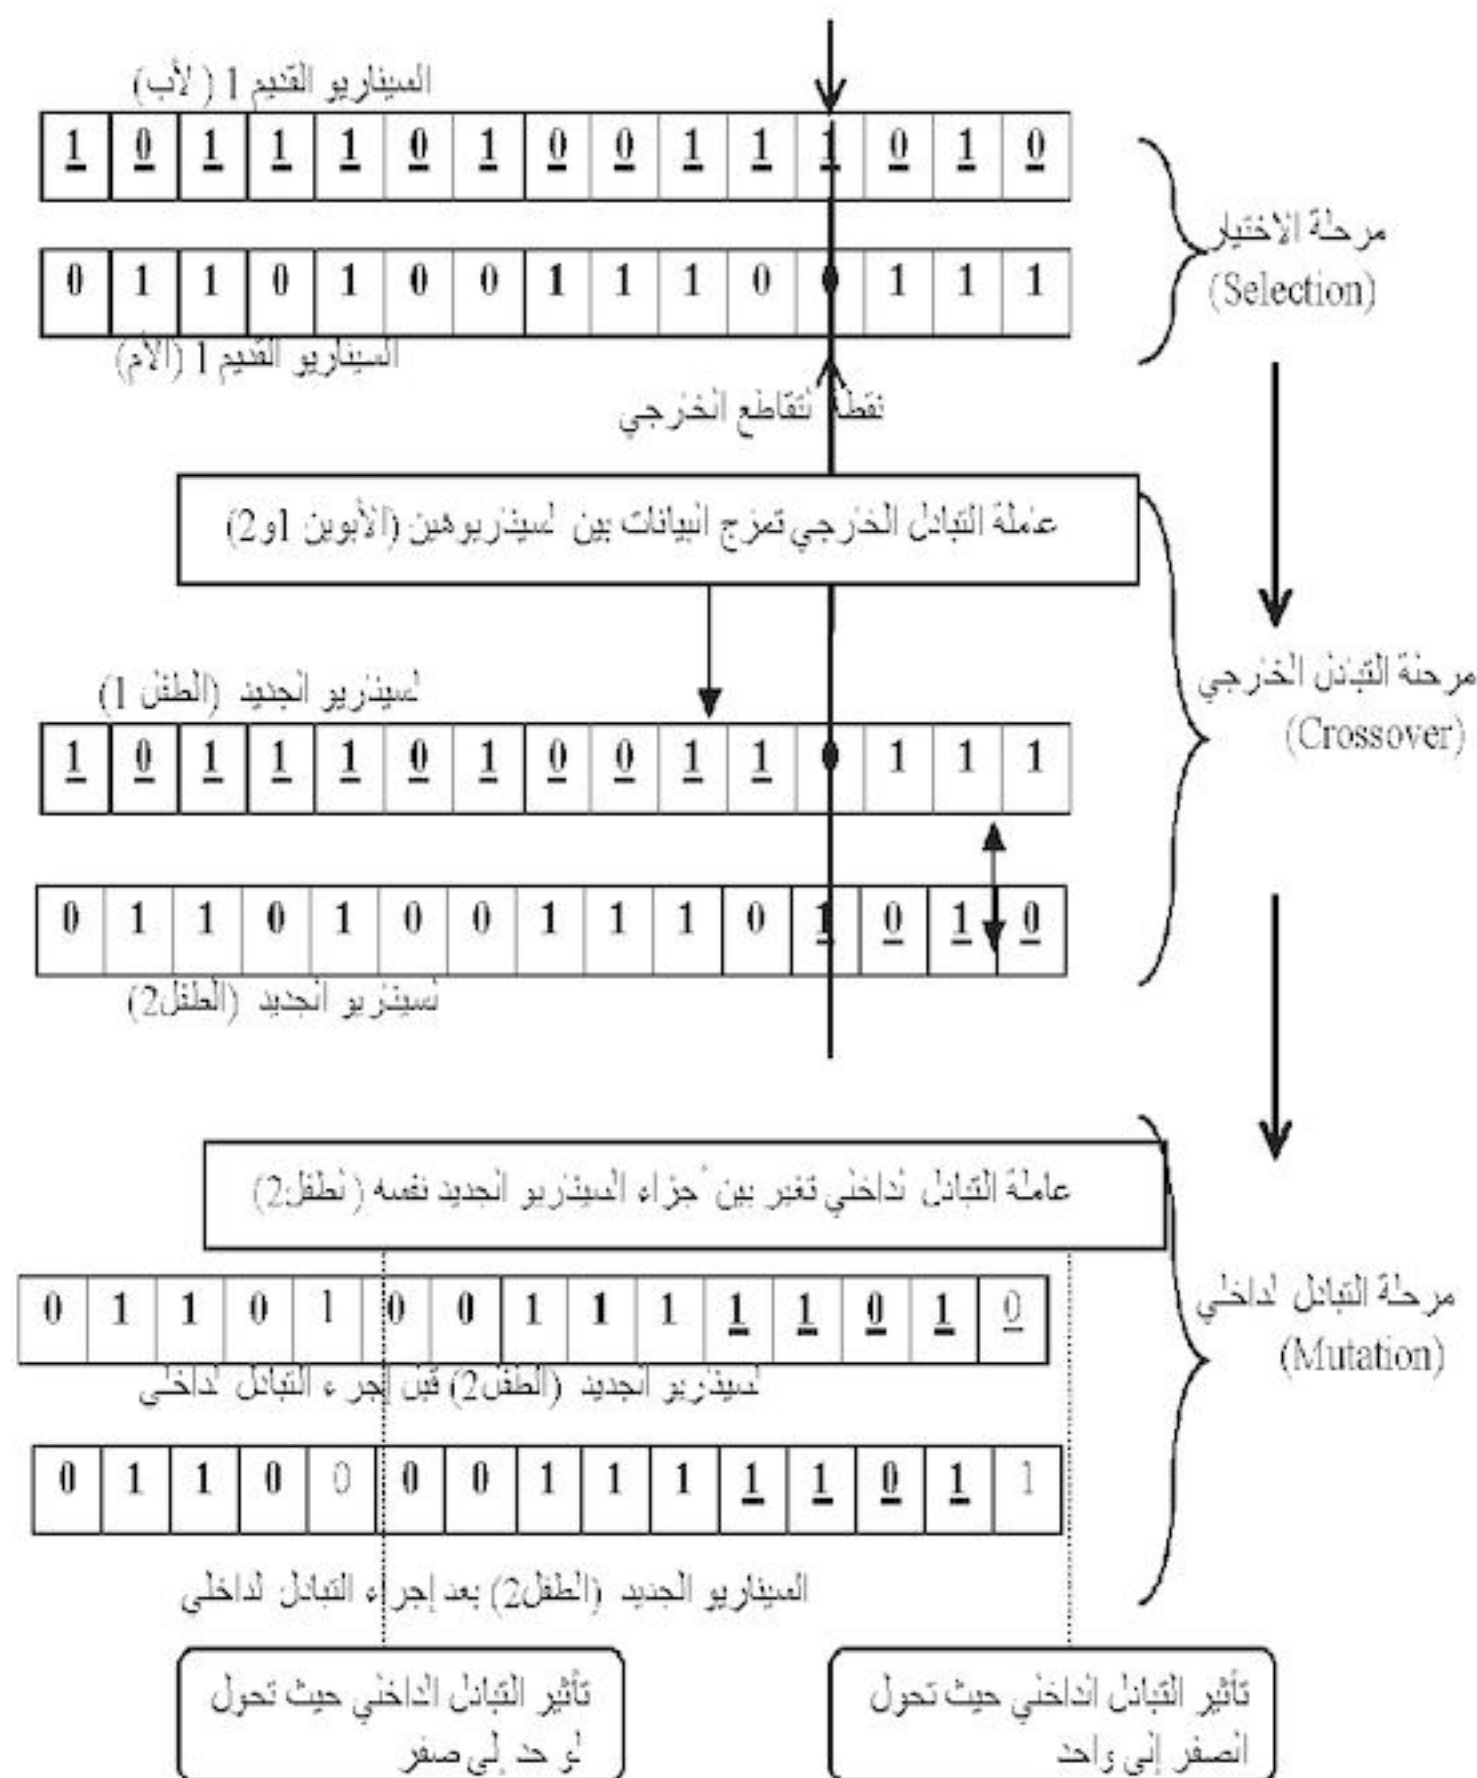 السيناريو القديم 1 (الأب)
1 0 1 1 1 0 1 0 0 1 1 1 0 1 0
مرحلة الاختيار
(Selection)
0 1 1 0 1 0 0 1 1 1 0 0 1 1 1
السيناريو القديم 1 (الأم)
نقطة التقاطع الخارجي
عاملة التبادل الخارجي تمزج البيانات بين السيناريوهين (الأبوين 1و2)
مرحلة التبادل الخارجي
(Crossover)
السيناريو الجديد (الطفل 1)
1 0 1 1 1 0 1 0 0 1 1 0 1 1 1
0 1 1 0 1 0 0 1 1 1 0 1 0 1 0
السيناريو الجديد (الطفل2)
عاملة التبادل الداخلي تغير بين أجزاء السيناريو الجديد نفسه (الطفل2)
0 1 1 0 1 0 0 1 1 1 1 1 0 1 0
مرحلة التبادل الداخلي
(Mutation)
السيناريو الجديد (الطفل2) قبل إجراء التبادل الداخلي
0 1 1 0 0 0 0 1 1 1 1 1 0 1 1
السيناريو الجديد (الطفل2) بعد إجراء التبادل الداخلي
تأثير التبادل الداخلي حيث تحول
الصفر إلى واحد
تأثير التبادل الداخلي حيث تحول
الواحد إلى صفر